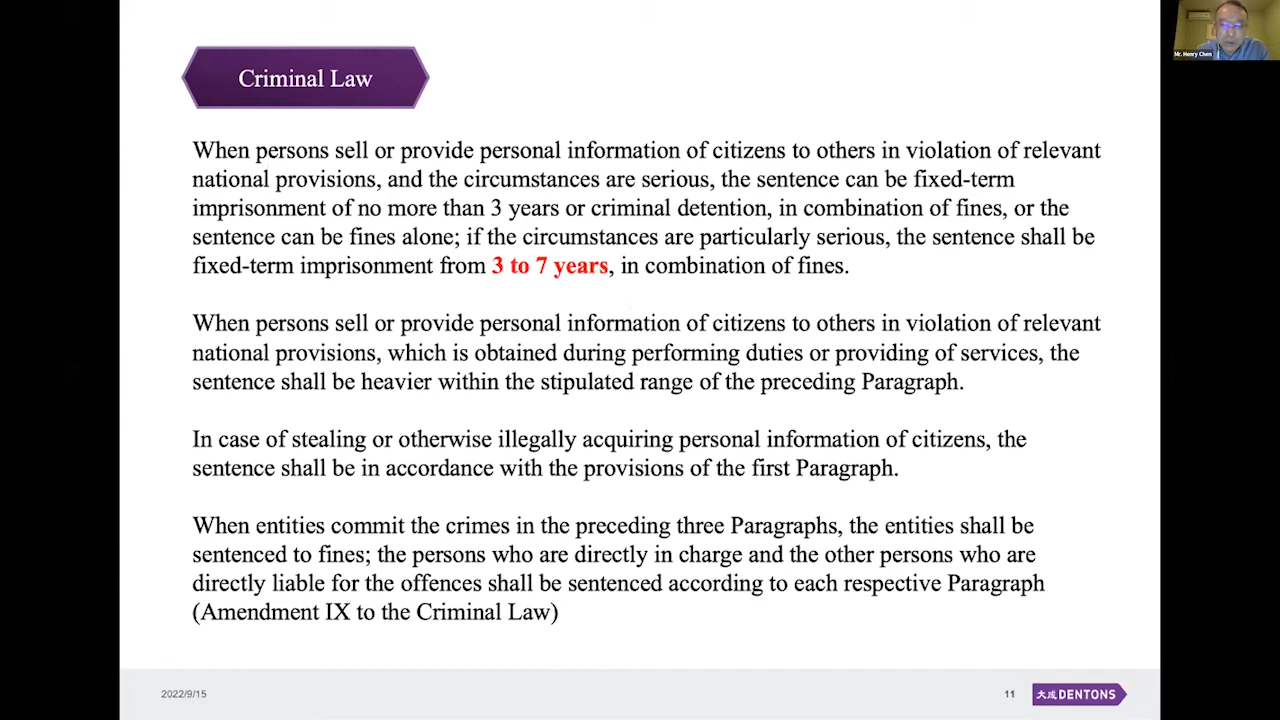 Mr. Henry Chen
Criminal Law
When persons sell or provide personal information of citizens to others in violation of relevant
national provisions, and the circumstances are serious, the sentence can be fixed-term
imprisonment of no more than 3 years or criminal detention, in combination of fines, or the
sentence can be fines alone; if the circumstances are particularly serious, the sentence shall be
fixed-term imprisonment from 3 to 7 years, in combination of fines.
When persons sell or provide personal information of citizens to others in violation of relevant
national provisions, which is obtained during performing duties or providing of services, the
sentence shall be heavier within the stipulated range of the preceding Paragraph.
In case of stealing or otherwise illegally acquiring personal information of citizens, the
sentence shall be in accordance with the provisions of the first Paragraph.
When entities commit the crimes in the preceding three Paragraphs, the entities shall be
sentenced to fines; the persons who are directly in charge and the other persons who are
directly liable for the offences shall be sentenced according to each respective Paragraph
(Amendment IX to the Criminal Law)
2022/9/15
11
大成 DENTONS